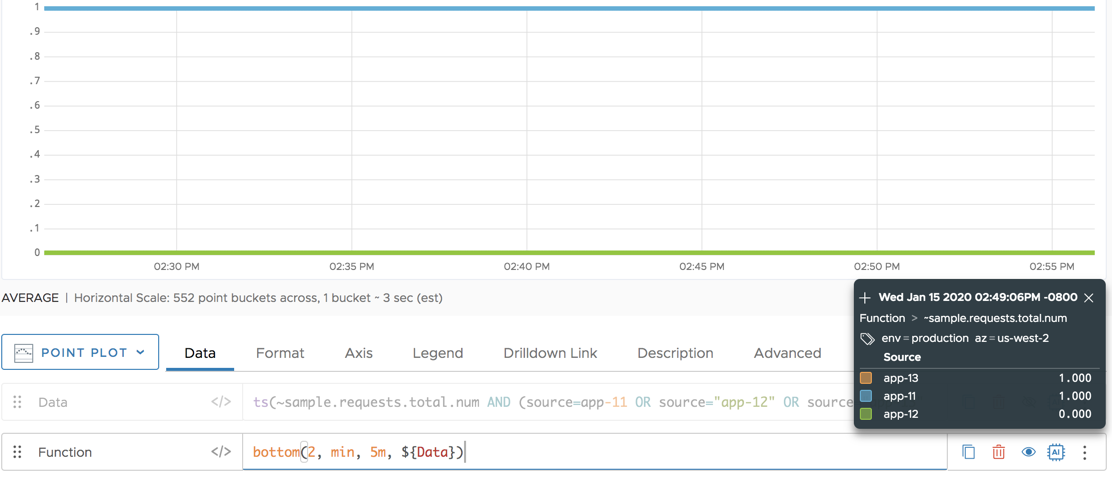 1
.9
.8
.7
.6
.5
.4
.3
.2
.1
0
02:30 PM 02:35 PM 02:40 PM 02:45 PM 02:50 PM 02:55 PM
AVERAGE | Horizontal Scale: 552 point buckets across, 1 bucket ~ 3 sec (est)
Wed Jan 15 2020 02:49:06PM -0800
Function > ~sample.requests.total.num
env = production az = us-west-2
Source
app-13 1.000
app-11 1.000
app-12 0.000
POINT PLOT Data Format Axis Legend Drilldown Link Description Advanced
Data </> ts(~sample.requests.total.num AND (source=app-11 OR source="app-12" OR source
Function </> bottom(2, min, 5m, ${Data}) AI